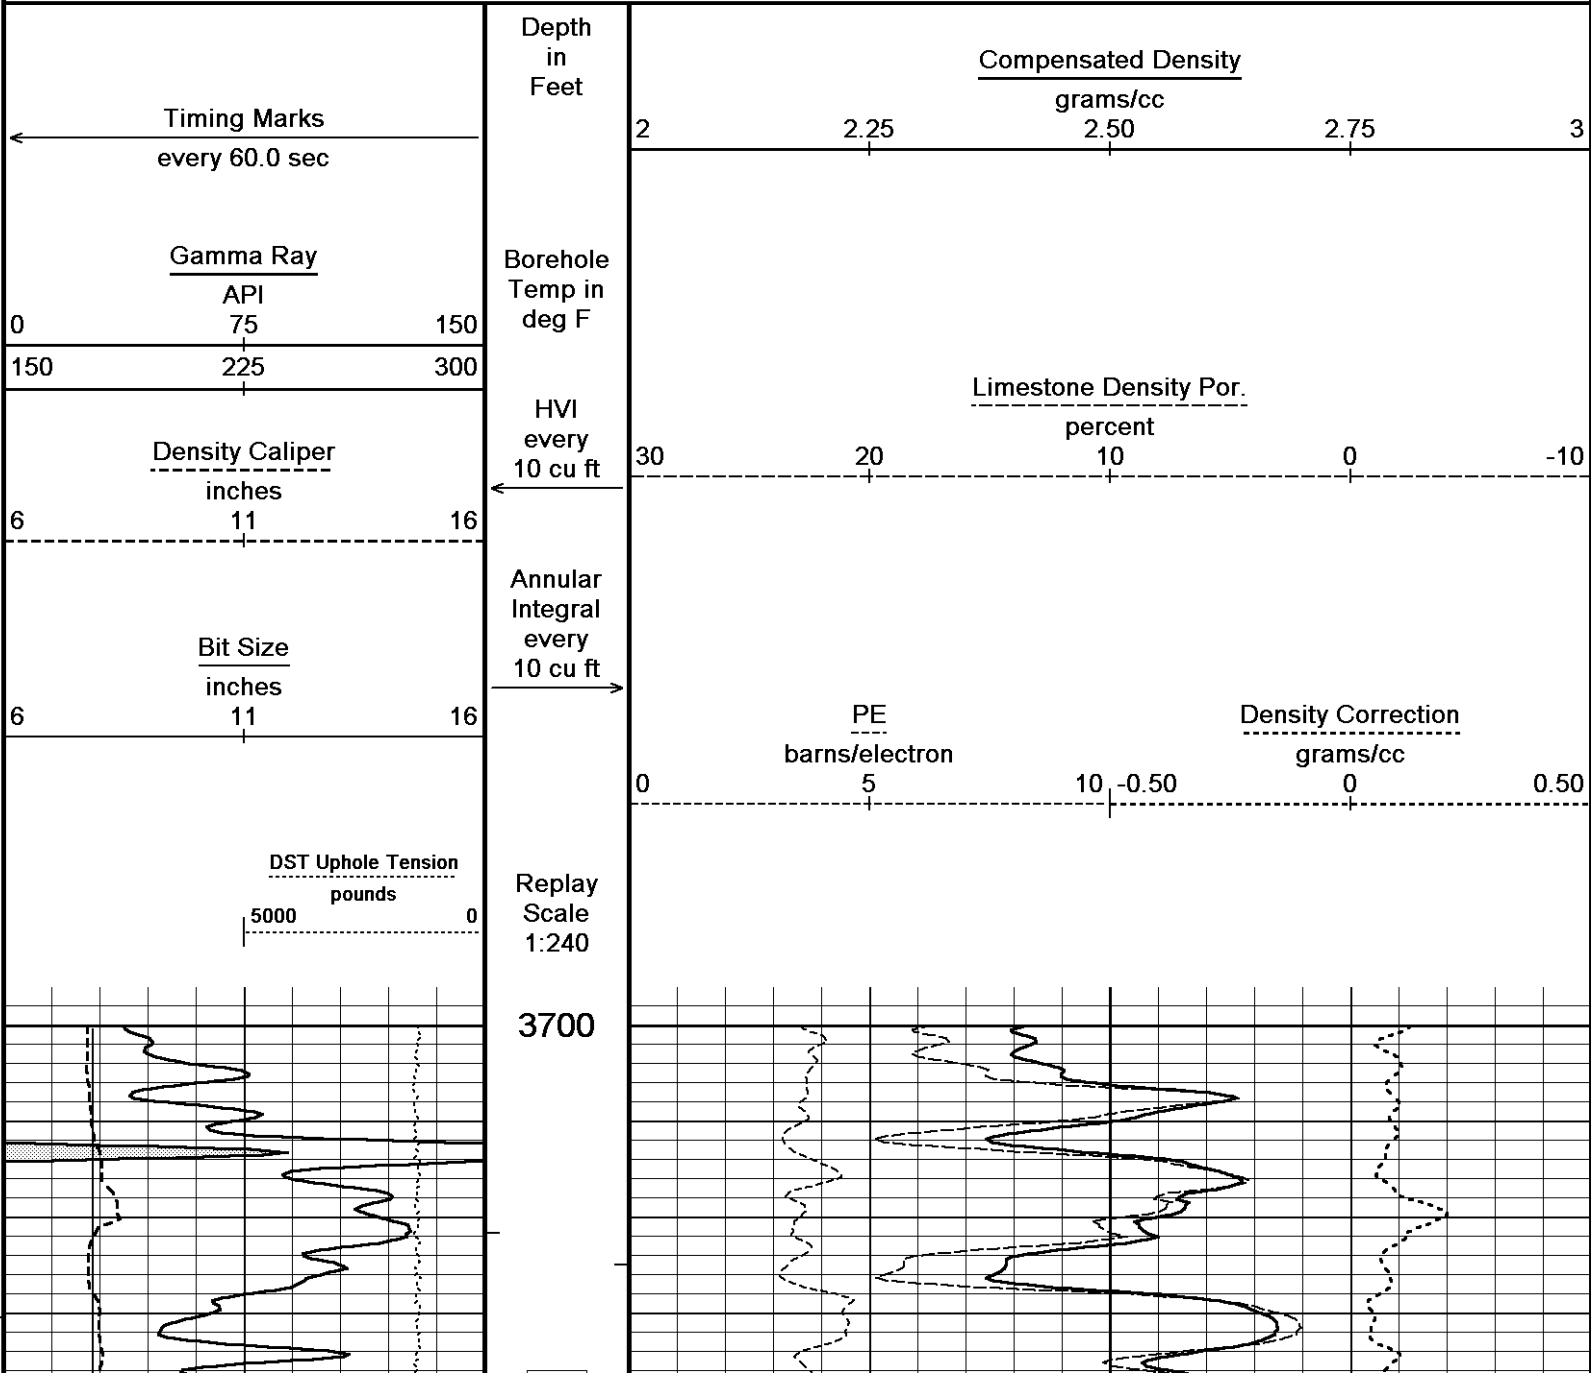 Timing Marks
every 60.0 sec
Gamma Ray
API
0 75 150
150 225 300
Density Caliper
inches
6 11 16
Bit Size
inches
6 11 16
DST Uphole Tension
pounds
5000 0
Depth
in
Feet
Borehole
Temp in
deg F
HVI
every
10 cu ft
Annular
Integral
every
10 cu ft
Replay
Scale
1:240
3700
Compensated Density
grams/cc
2 2.25 2.50 2.75 3
Limestone Density Por.
percent
30 20 10 0 -10
PE
barns/electron
0 5 10
Density Correction
grams/cc
-0.50 0 0.50